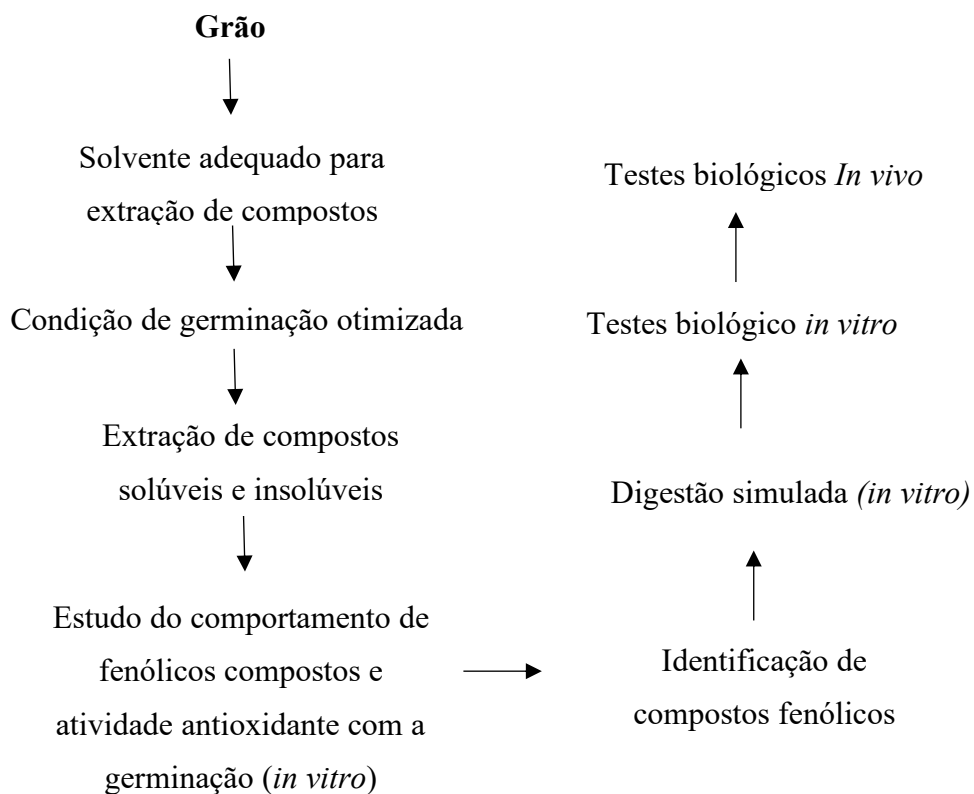 Grão
Solvente adequado para
extração de compostos
Condição de germinação otimizada
Extração de compostos
solúveis e insolúveis
Estudo do comportamento de
fenólicos compostos e
atividade antioxidante com a
germinação (in vitro)
Identificação de
compostos fenólicos
Digestão simulada (in vitro)
Testes biológico in vitro
Testes biológicos In vivo